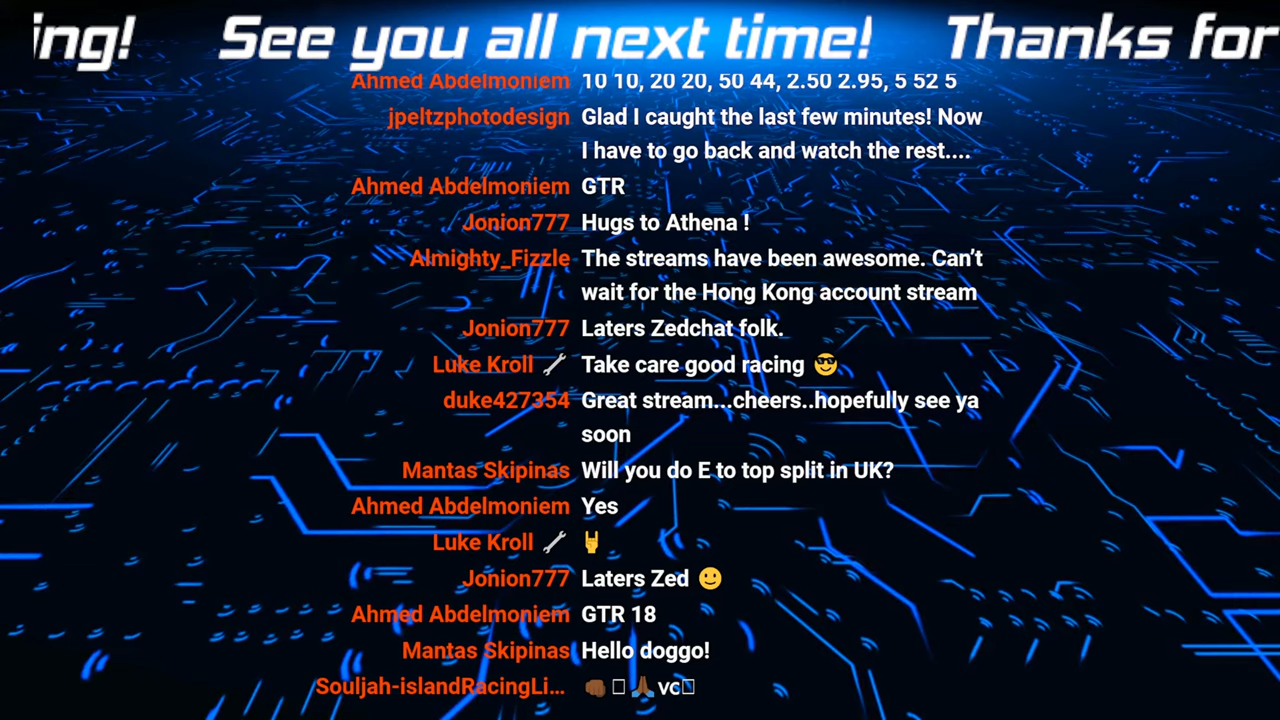 ing! See you all next time! Thanks for
Ahmed Abdelmoniem 10 10, 20 20, 50 44, 2.50 2.95, 5 52 5
jpeltzphotodesign Glad I caught the last few minutes! Now
I have to go back and watch the rest....
Ahmed Abdelmoniem GTR
Jonion777 Hugs to Athena !
Almighty_Fizzle The streams have been awesome. Can’t
wait for the Hong Kong account stream
Jonion777 Laters Zedchat folk.
Luke Kroll 🔧 Take care good racing 😎
duke427354 Great stream...cheers..hopefully see ya
soon
Mantas Skipinas Will you do E to top split in UK?
Ahmed Abdelmoniem Yes
Luke Kroll 🔧 🤘
Jonion777 Laters Zed 🙂
Ahmed Abdelmoniem GTR 18
Mantas Skipinas Hello doggo!
Souljah-islandRacingLi... 👊🏾 □ 🙏🏾 vc□